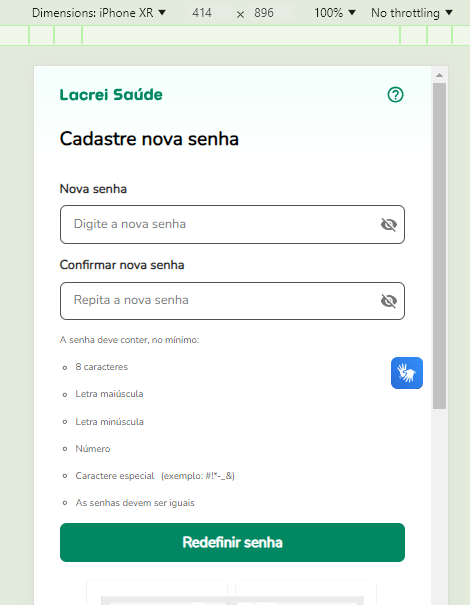 Dimensions: iPhone XR 414 × 896 100% No throttling
Lacrei Saúde
Cadastre nova senha
Nova senha
Digite a nova senha
Confirmar nova senha
Repita a nova senha
A senha deve conter, no mínimo:
8 caracteres
Letra maiúscula
Letra minúscula
Número
Caractere especial (exemplo: #!*-_&)
As senhas devem ser iguais
Redefinir senha